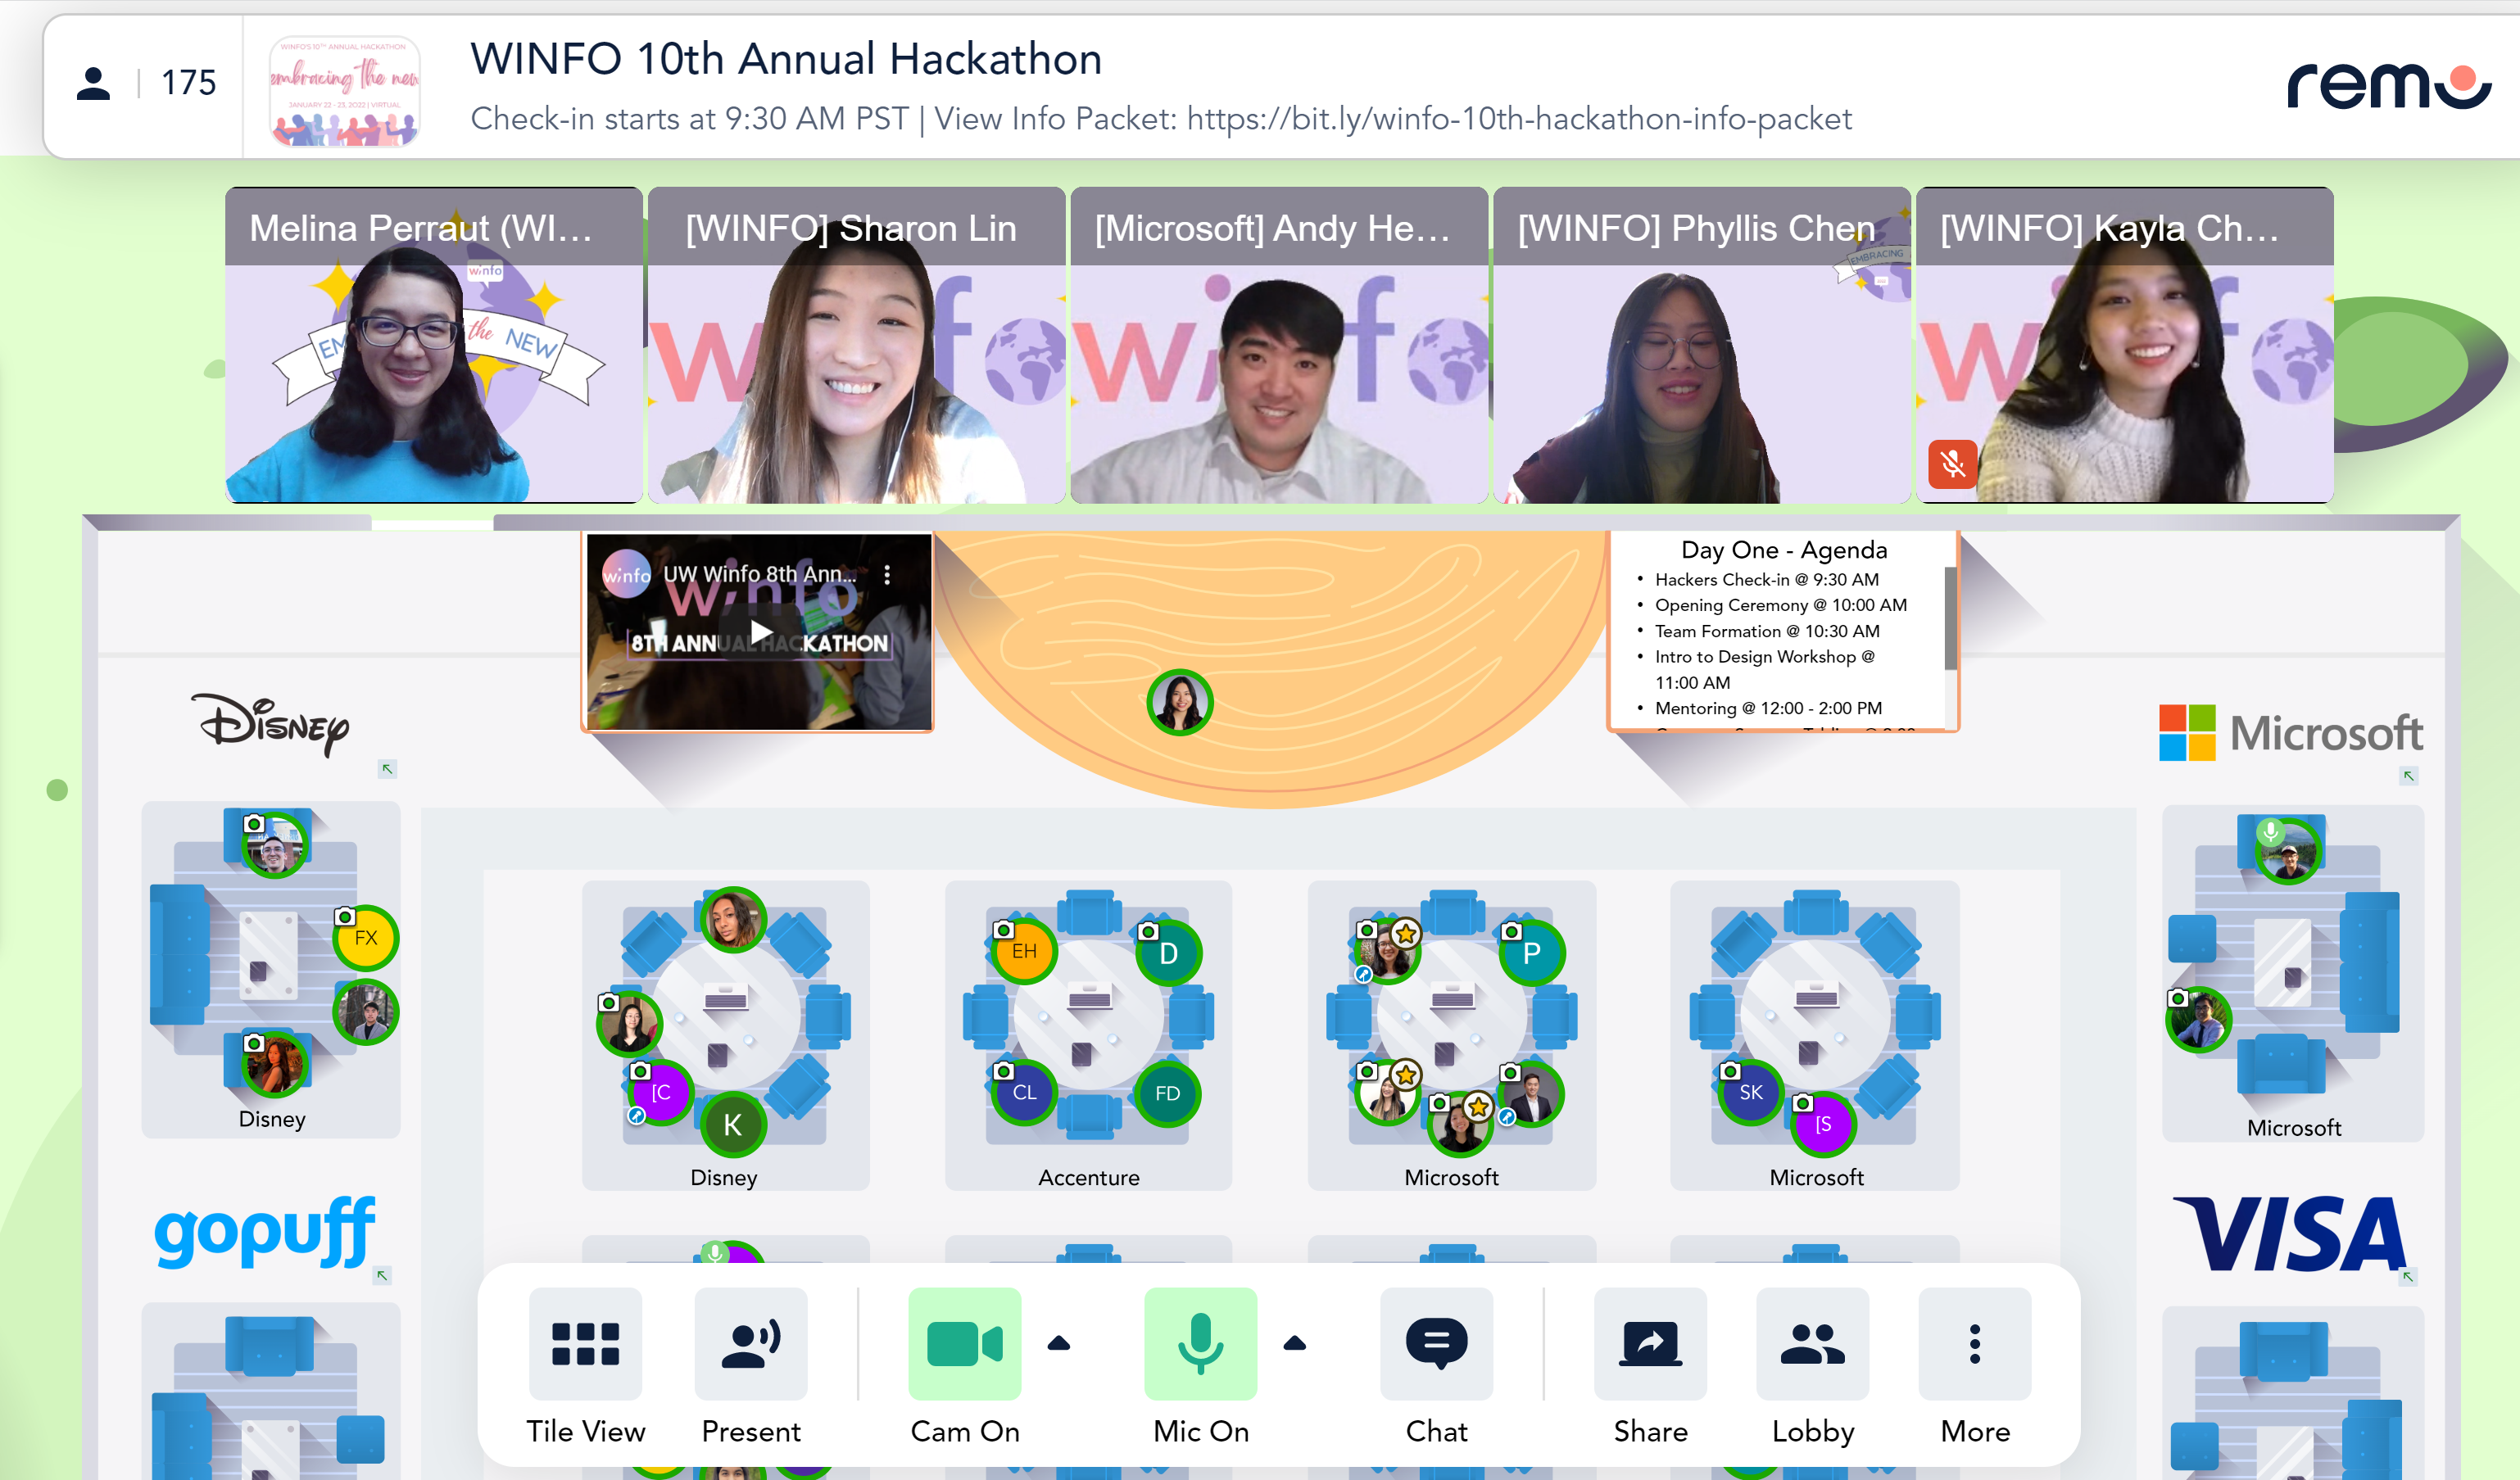 175
WINFO'S 10TH ANNUAL HACKATHON
embracing the new
JANUARY 22 - 23, 2022 | VIRTUAL
WINFO 10th Annual Hackathon
Check-in starts at 9:30 AM PST | View Info Packet: https://bit.ly/winfo-10th-hackathon-info-packet
remo
Melina Perraut (WI...
[WINFO] Sharon Lin
[Microsoft] Andy He...
[WINFO] Phyllis Chen
[WINFO] Kayla Ch...
winfo
the NEW
EMBRACING
winfo
UW Winfo 8th Ann...
winfo
8TH ANNUAL HACKATHON
Day One - Agenda
• Hackers Check-in @ 9:30 AM
• Opening Ceremony @ 10:00 AM
• Team Formation @ 10:30 AM
• Intro to Design Workshop @
11:00 AM
• Mentoring @ 12:00 - 2:00 PM
Disney
Microsoft
FX
Disney
[C
K
Disney
EH
D
CL
FD
Accenture
P
Microsoft
SK
[S
Microsoft
Microsoft
gopuff
VISA
Tile View
Present
Cam On
Mic On
Chat
Share
Lobby
More